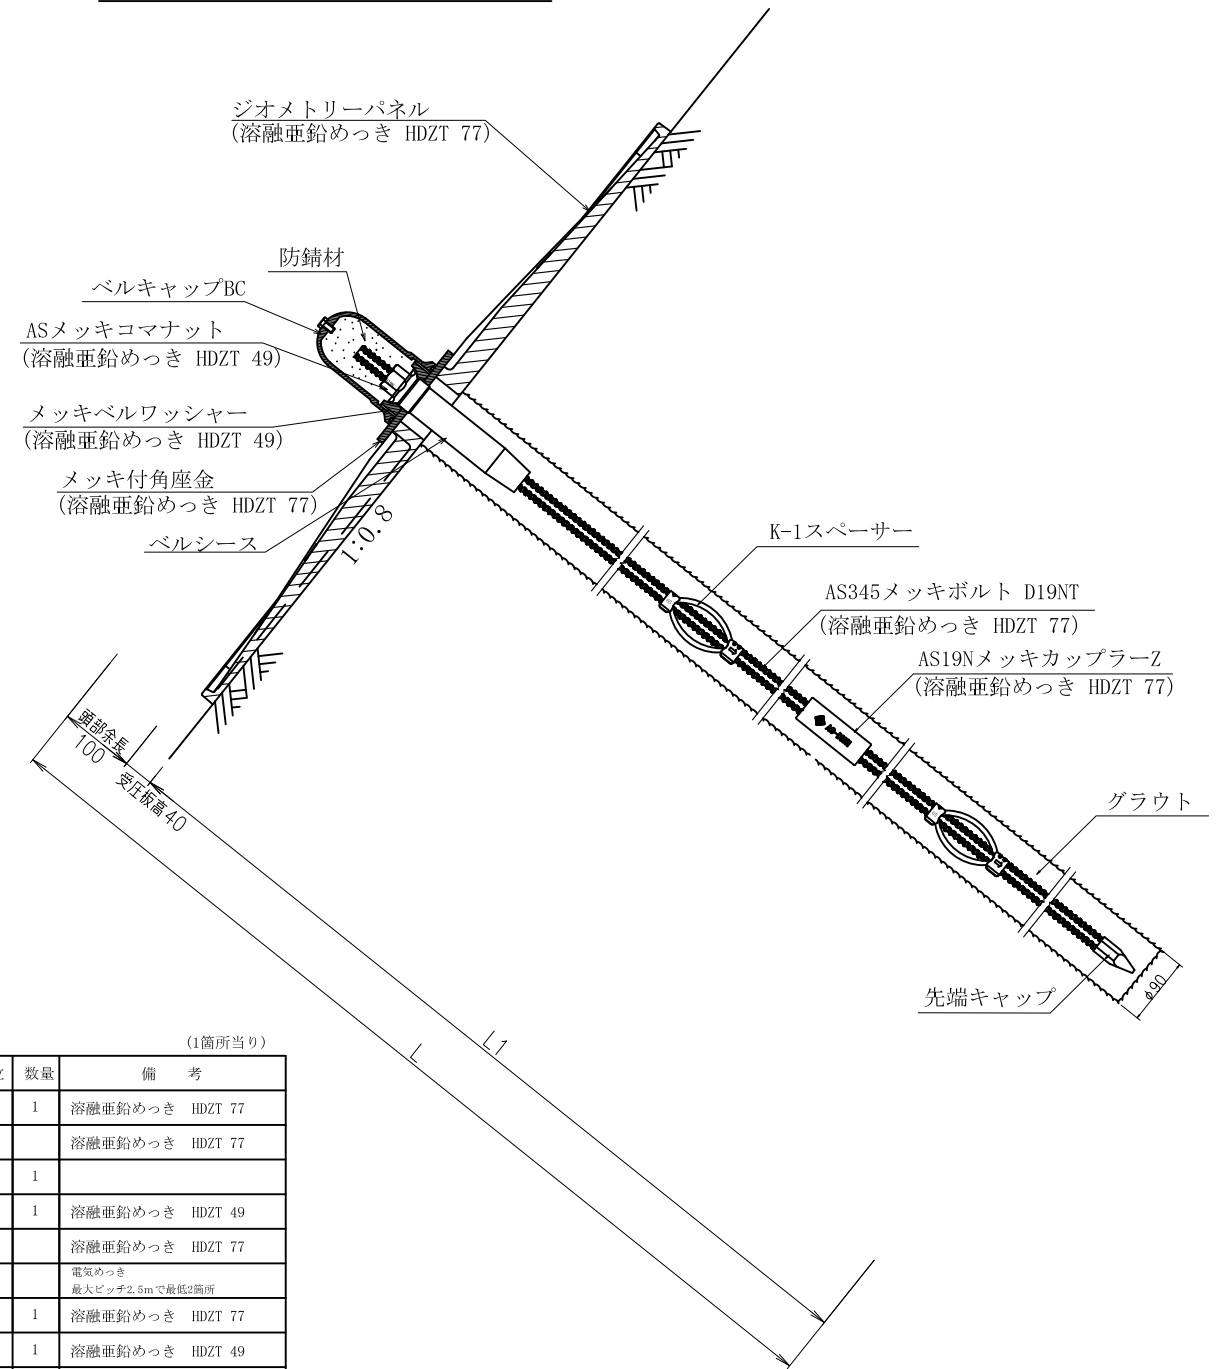 ジオメトリーパネル
(溶融亜鉛めっき HDZT 77)
防錆材
ベルキャップBC
ASメッキコマナット
(溶融亜鉛めっき HDZT 49)
メッキベルワッシャー
(溶融亜鉛めっき HDZT 49)
メッキ付角座金
(溶融亜鉛めっき HDZT 77)
ベルシース
1:0.8
K-1スペーサー
AS345メッキボルト D19NT
(溶融亜鉛めっき HDZT 77)
AS19NメッキカップラーZ
(溶融亜鉛めっき HDZT 77)
頭部余長
100
受圧板高40
グラウト
先端キャップ
φ90
L1
L
(1箇所当り)
数量 備 考
1 溶融亜鉛めっき HDZT 77
溶融亜鉛めっき HDZT 77
1
1 溶融亜鉛めっき HDZT 49
溶融亜鉛めっき HDZT 77
電気めっき
最大ピッチ2.5mで最低2箇所
1 溶融亜鉛めっき HDZT 77
1 溶融亜鉛めっき HDZT 49